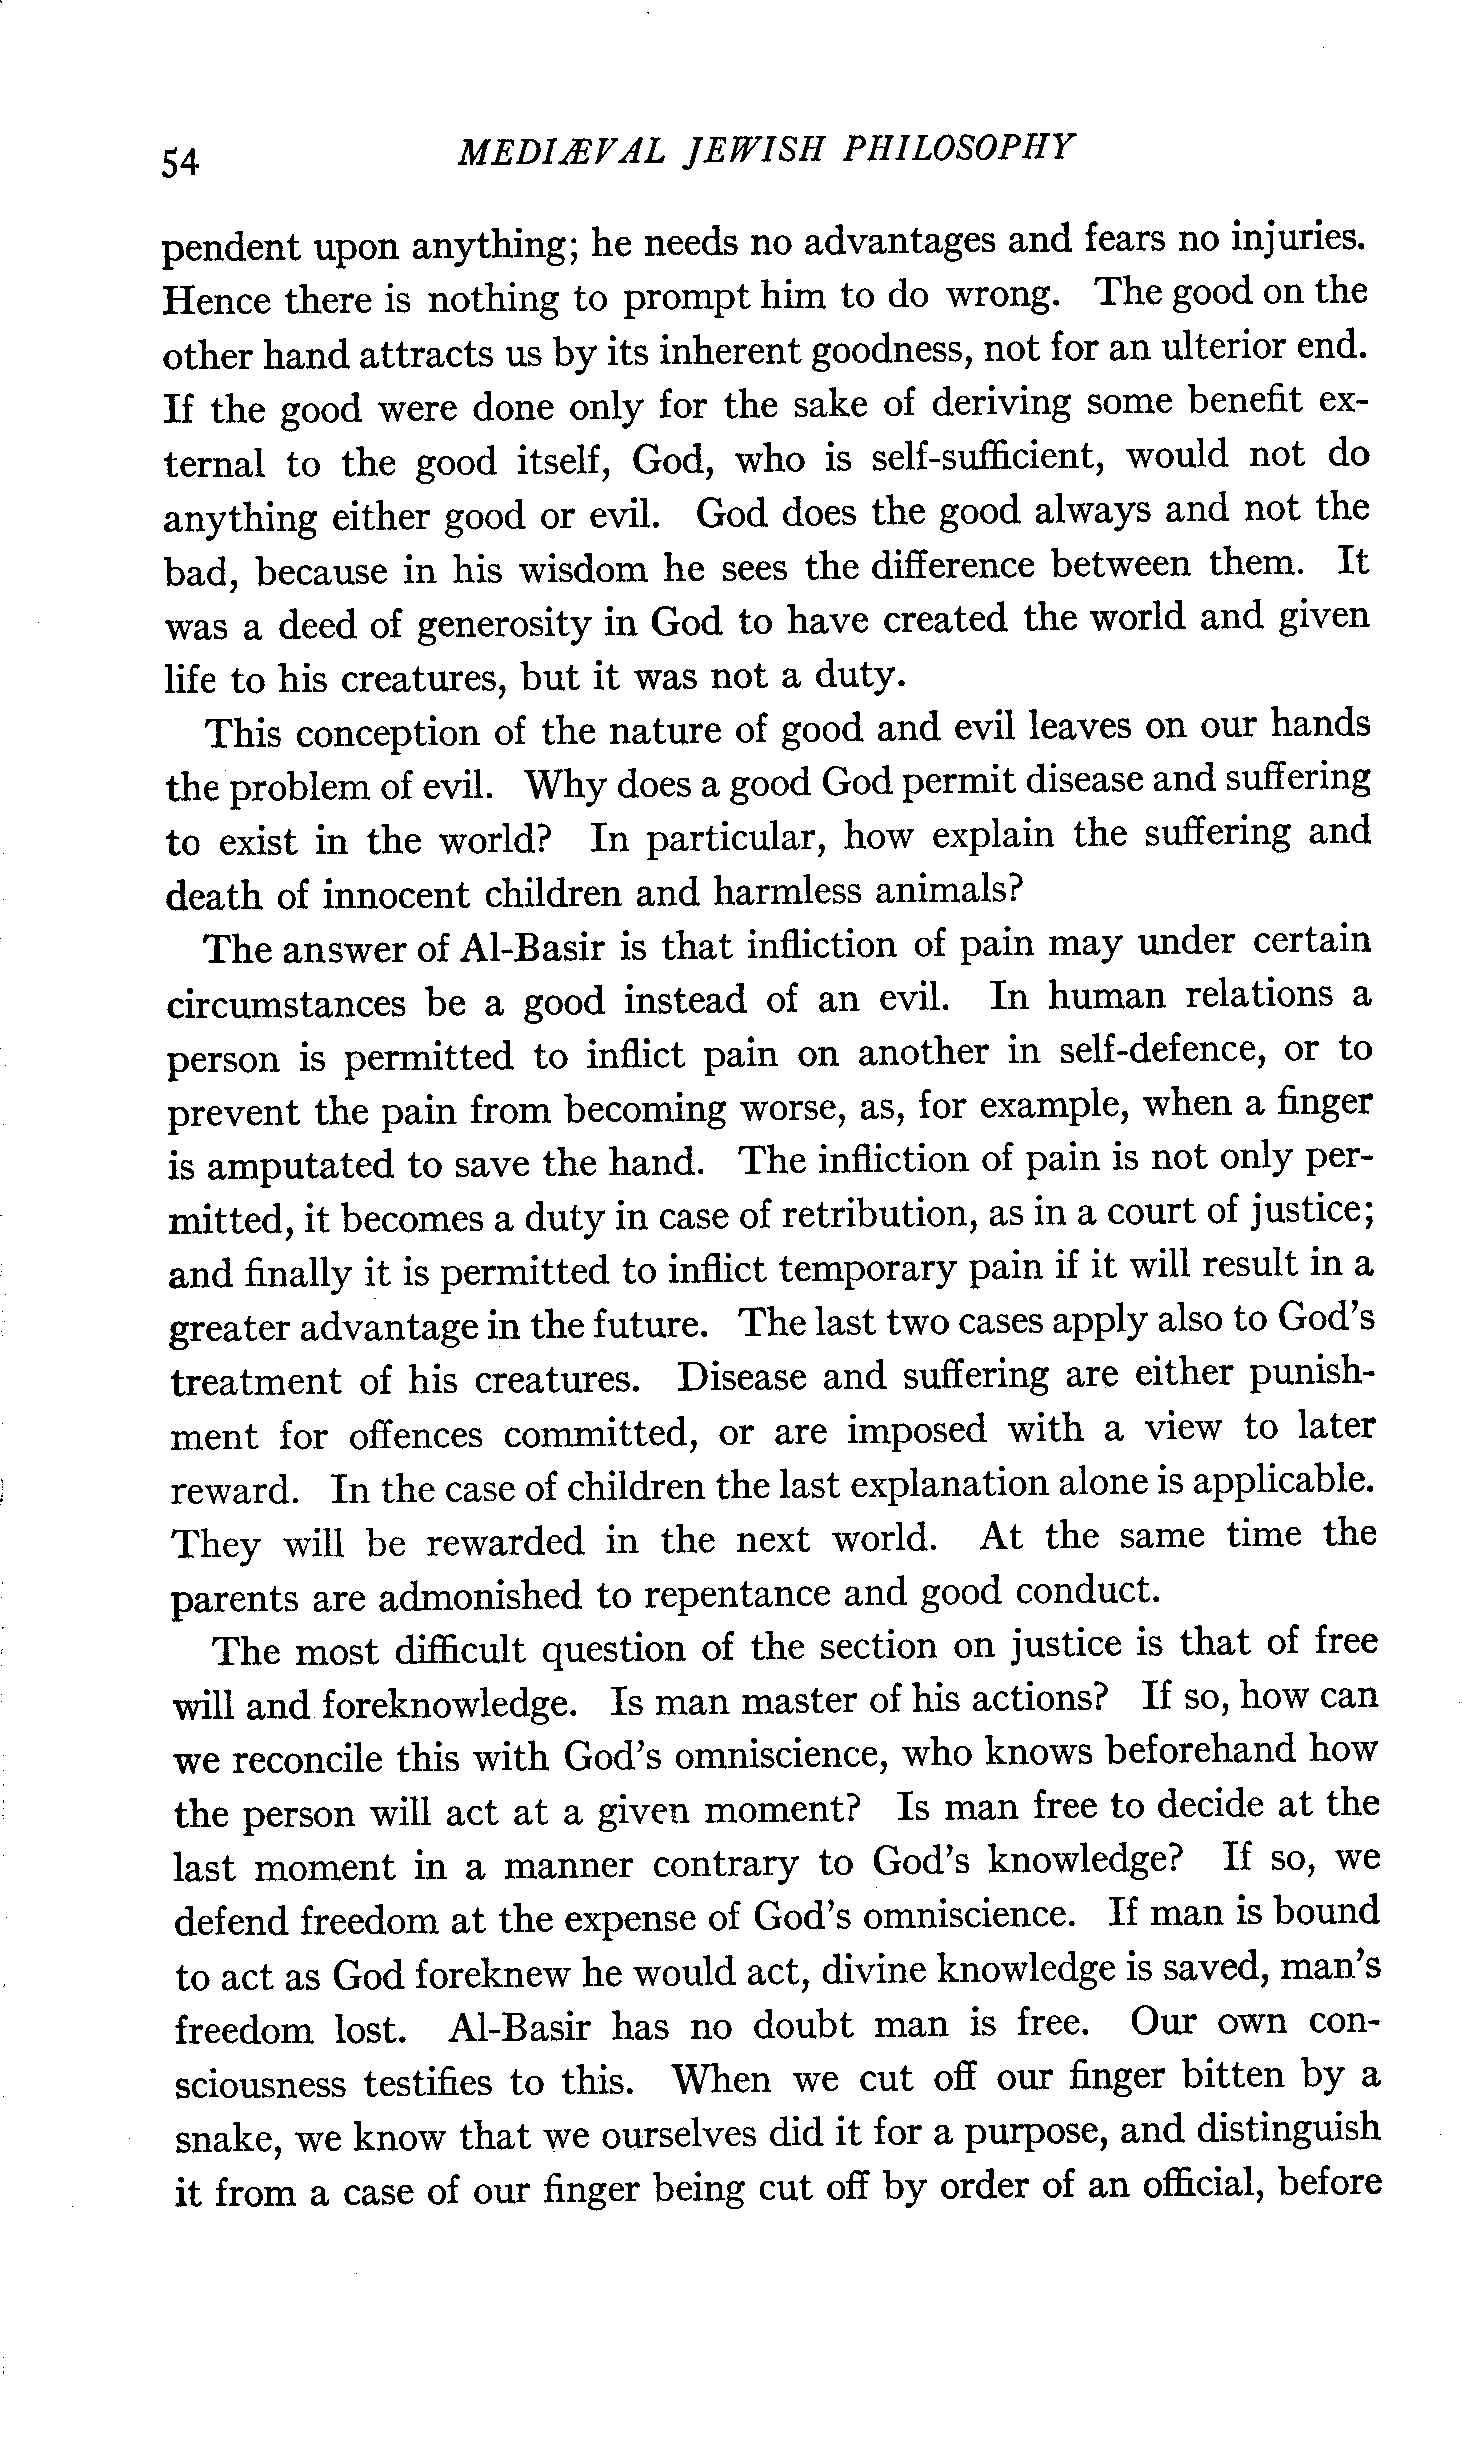 54 MEDIÆVAL JEWISH PHILOSOPHY
pendent upon anything; he needs no advantages and fears no injuries.
Hence there is nothing to prompt him to do wrong. The good on the
other hand attracts us by its inherent goodness, not for an ulterior end.
If the good were done only for the sake of deriving some benefit ex-
ternal to the good itself, God, who is self-sufficient, would not do
anything either good or evil. God does the good always and not the
bad, because in his wisdom he sees the difference between them. It
was a deed of generosity in God to have created the world and given
life to his creatures, but it was not a duty.
This conception of the nature of good and evil leaves on our hands
the problem of evil. Why does a good God permit disease and suffering
to exist in the world? In particular, how explain the suffering and
death of innocent children and harmless animals?
The answer of Al-Basir is that infliction of pain may under certain
circumstances be a good instead of an evil. In human relations a
person is permitted to inflict pain on another in self-defence, or to
prevent the pain from becoming worse, as, for example, when a finger
is amputated to save the hand. The infliction of pain is not only per-
mitted, it becomes a duty in case of retribution, as in a court of justice;
and finally it is permitted to inflict temporary pain if it will result in a
greater advantage in the future. The last two cases apply also to God's
treatment of his creatures. Disease and suffering are either punish-
ment for offences committed, or are imposed with a view to later
reward. In the case of children the last explanation alone is applicable.
They will be rewarded in the next world. At the same time the
parents are admonished to repentance and good conduct.
The most difficult question of the section on justice is that of free
will and foreknowledge. Is man master of his actions? If so, how can
we reconcile this with God's omniscience, who knows beforehand how
the person will act at a given moment? Is man free to decide at the
last moment in a manner contrary to God's knowledge? If so, we
defend freedom at the expense of God's omniscience. If man is bound
to act as God foreknew he would act, divine knowledge is saved, man's
freedom lost. Al-Basir has no doubt man is free. Our own con-
sciousness testifies to this. When we cut off our finger bitten by a
snake, we know that we ourselves did it for a purpose, and distinguish
it from a case of our finger being cut off by order of an official, before